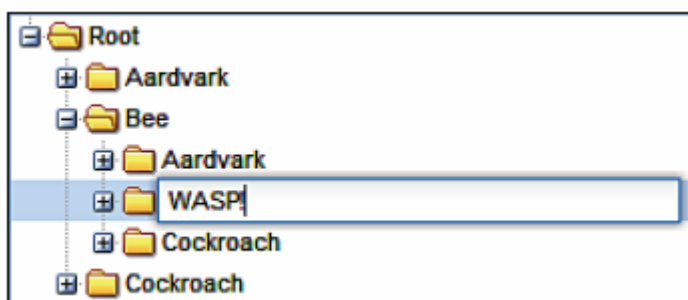 Root
Aardvark
Bee
Aardvark
WASP!
Cockroach
Cockroach